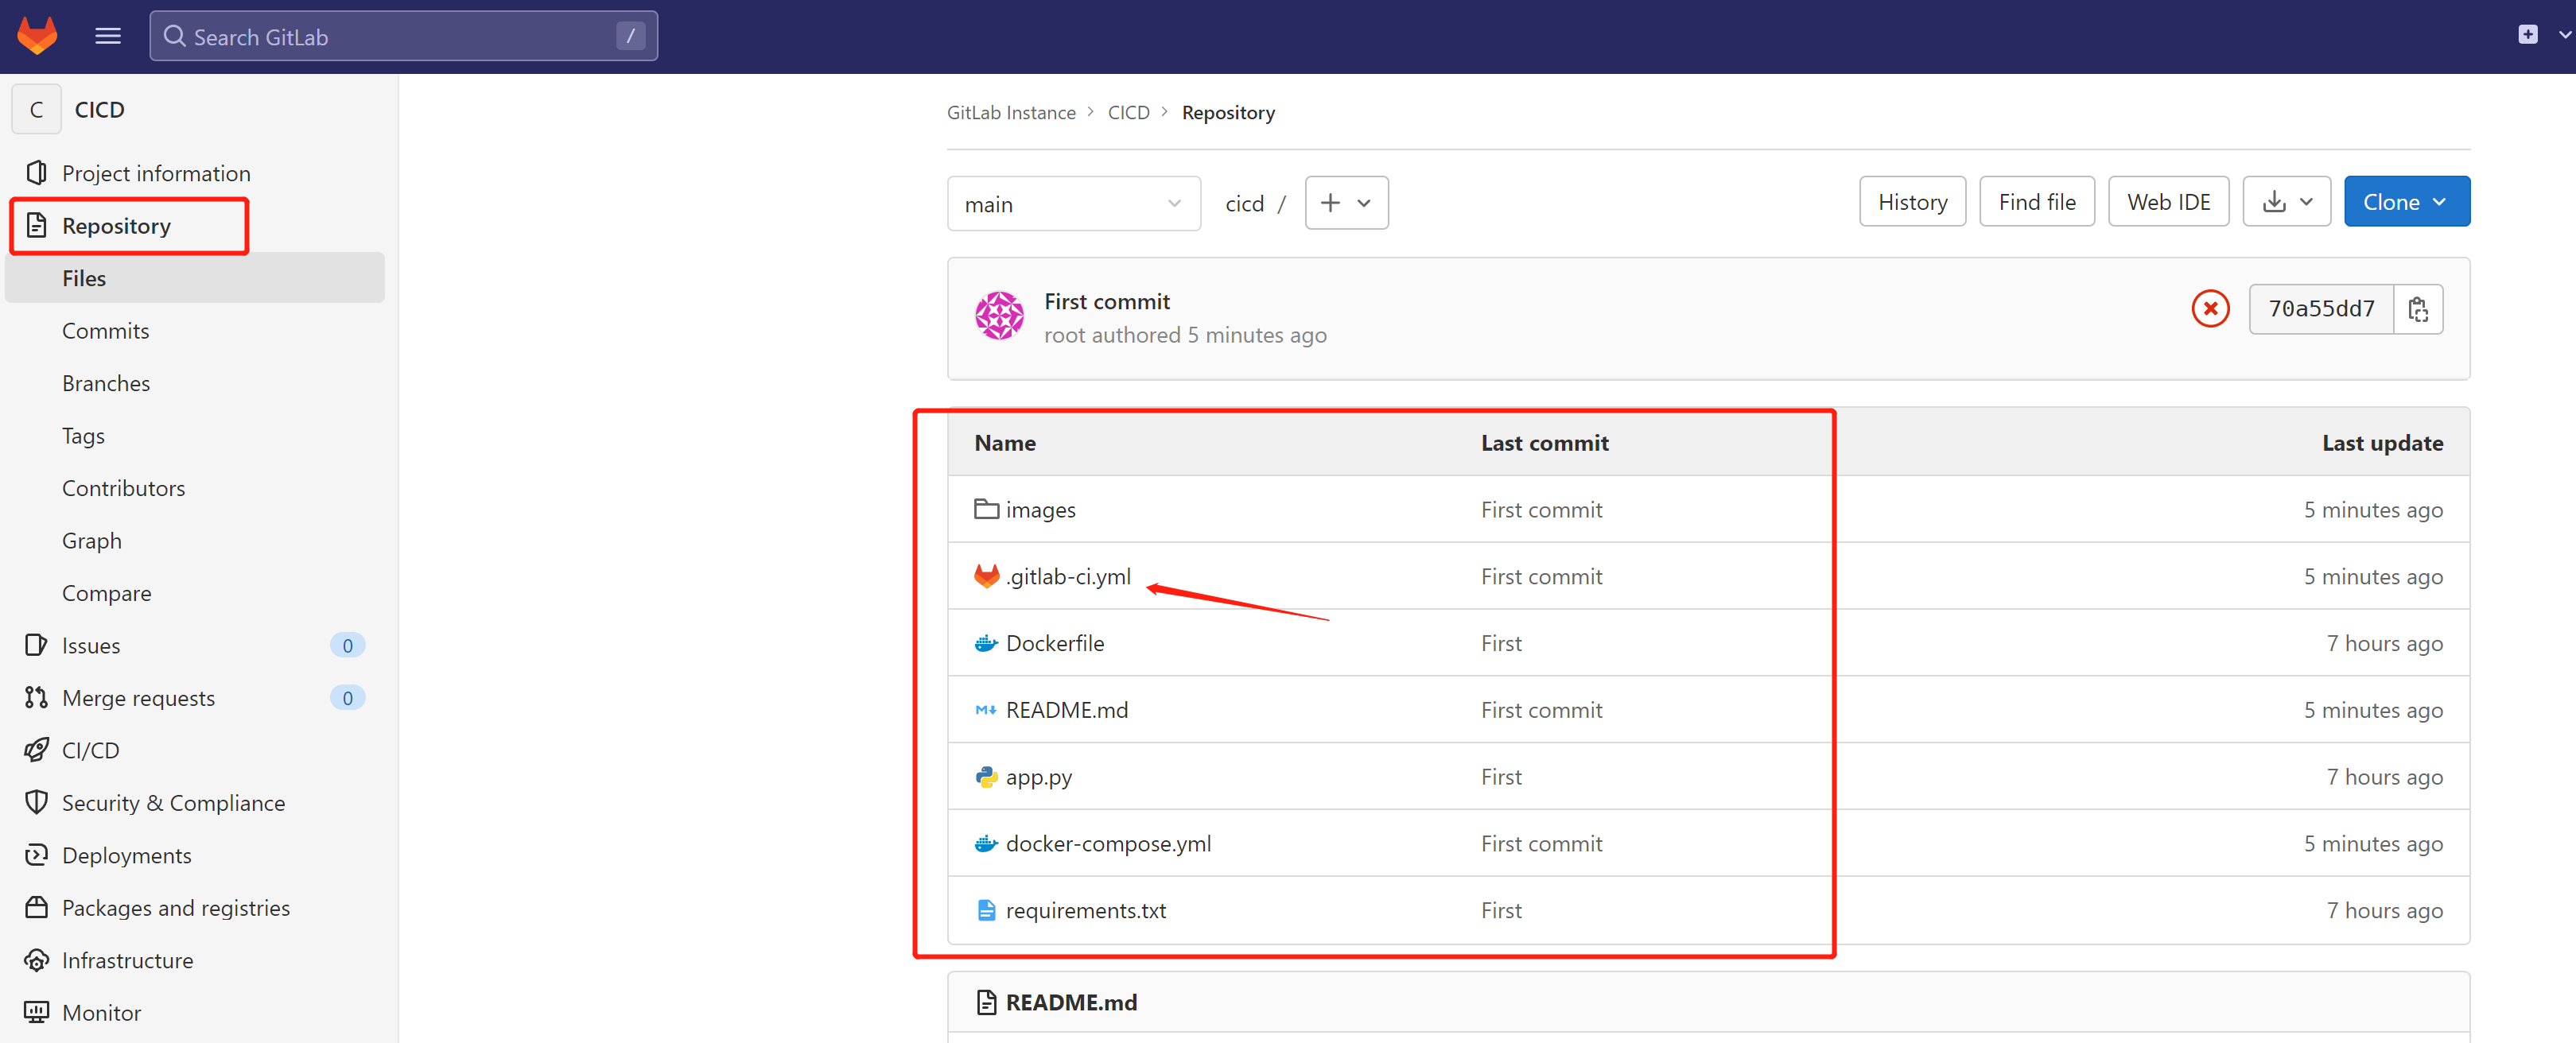 Search GitLab /
C CICD
Project information
Repository
Files
Commits
Branches
Tags
Contributors
Graph
Compare
Issues 0
Merge requests 0
CI/CD
Security & Compliance
Deployments
Packages and registries
Infrastructure
Monitor
GitLab Instance > CICD > Repository
main cicd / + History Find file Web IDE Clone
First commit
root authored 5 minutes ago
70a55dd7
Name Last commit Last update
images First commit 5 minutes ago
.gitlab-ci.yml First commit 5 minutes ago
Dockerfile First 7 hours ago
README.md First commit 5 minutes ago
app.py First 7 hours ago
docker-compose.yml First commit 5 minutes ago
requirements.txt First 7 hours ago
README.md